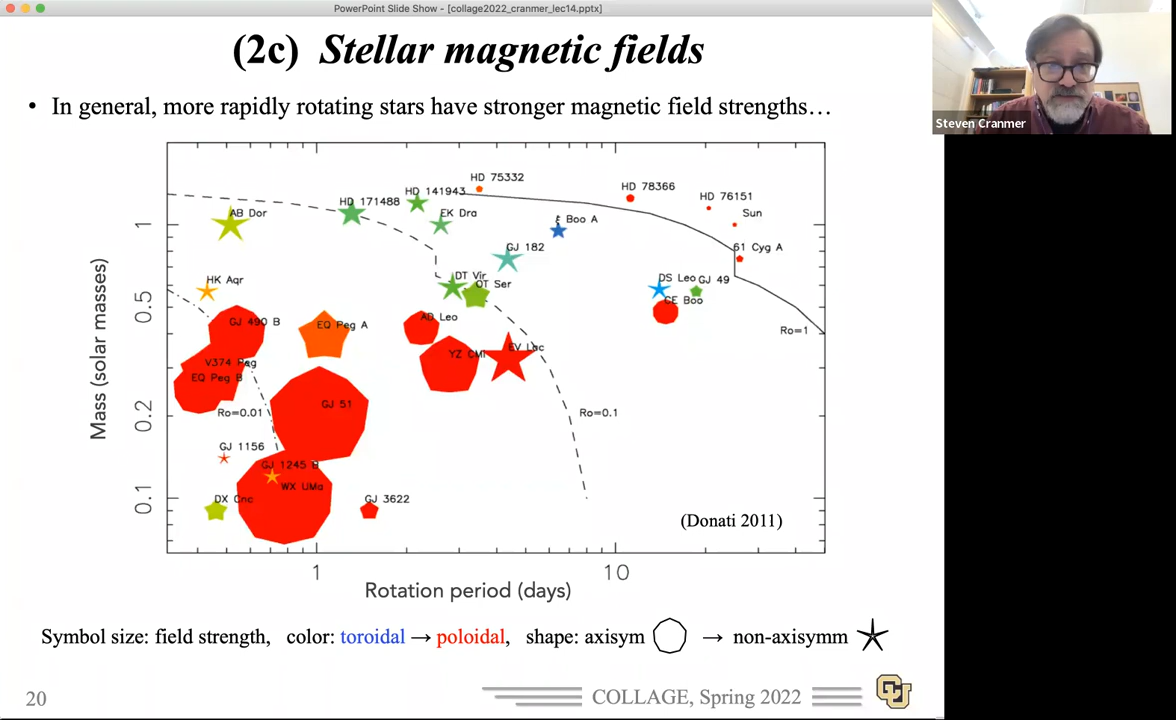 PowerPoint Slide Show - [collage2022_cranmer_lec14.pptx]
(2c) Stellar magnetic fields
Steven Cranmer
• In general, more rapidly rotating stars have stronger magnetic field strengths…
HD 75332
HD 78366
HD 141943
HD 76151
HD 171488
AB Dor
EK Dra
ξ Boo A
Sun
GJ 182
61 Cyg A
HK Aqr
DT Vir
OT Ser
DS Leo
GJ 49
CE Boo
GJ 490 B
EQ Peg A
AD Leo
Ro=1
YZ CMi
EV Lac
V374 Peg
EQ Peg B
GJ 51
Ro=0.01
Ro=0.1
GJ 1156
GJ 1245 B
WX UMa
DX Cnc
GJ 3622
(Donati 2011)
Mass (solar masses)
1
0.5
0.2
0.1
1
10
Rotation period (days)
Symbol size: field strength, color: toroidal → poloidal, shape: axisym → non-axisymm
20
COLLAGE, Spring 2022
CU